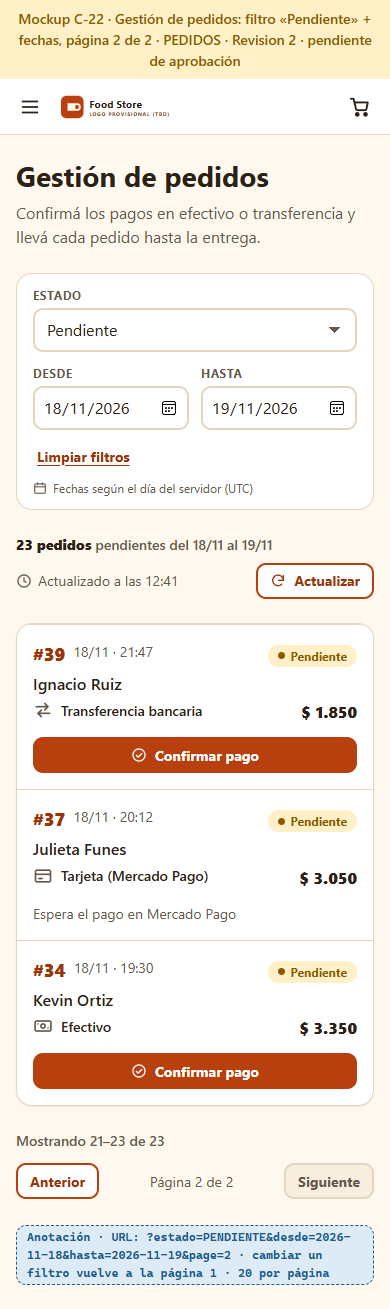 Mockup C-22 · Gestión de pedidos: filtro «Pendiente» +
fechas, página 2 de 2 · PEDIDOS · Revision 2 · pendiente
de aprobación
Food Store
LOGO PROVISIONAL (TBD)
Gestión de pedidos
Confirmá los pagos en efectivo o transferencia y
llevá cada pedido hasta la entrega.
ESTADO
Pendiente
DESDE HASTA
18/11/2026 19/11/2026
Limpiar filtros
Fechas según el día del servidor (UTC)
23 pedidos pendientes del 18/11 al 19/11
Actualizado a las 12:41 Actualizar
#39 18/11 · 21:47 Pendiente
Ignacio Ruiz
Transferencia bancaria $ 1.850
Confirmar pago
#37 18/11 · 20:12 Pendiente
Julieta Funes
Tarjeta (Mercado Pago) $ 3.050
Espera el pago en Mercado Pago
#34 18/11 · 19:30 Pendiente
Kevin Ortiz
Efectivo $ 3.350
Confirmar pago
Mostrando 21–23 de 23
Anterior Página 2 de 2 Siguiente
Anotación · URL: ?estado=PENDIENTE&desde=2026-
11-18&hasta=2026-11-19&page=2 · cambiar un
filtro vuelve a la página 1 · 20 por página